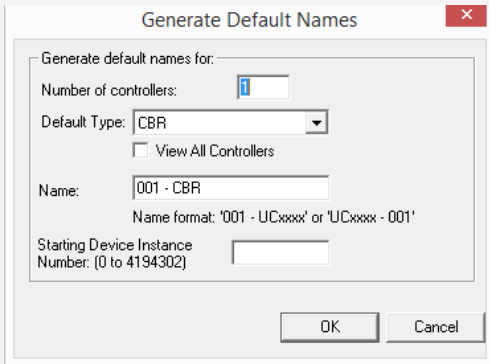 Generate Default Names
Generate default names for:
Number of controllers: 1
Default Type: CBR
View All Controllers
Name: 001 - CBR
Name format: '001 - UCxxxx' or 'UCxxxx - 001'
Starting Device Instance
Number: (0 to 4194302)
OK Cancel